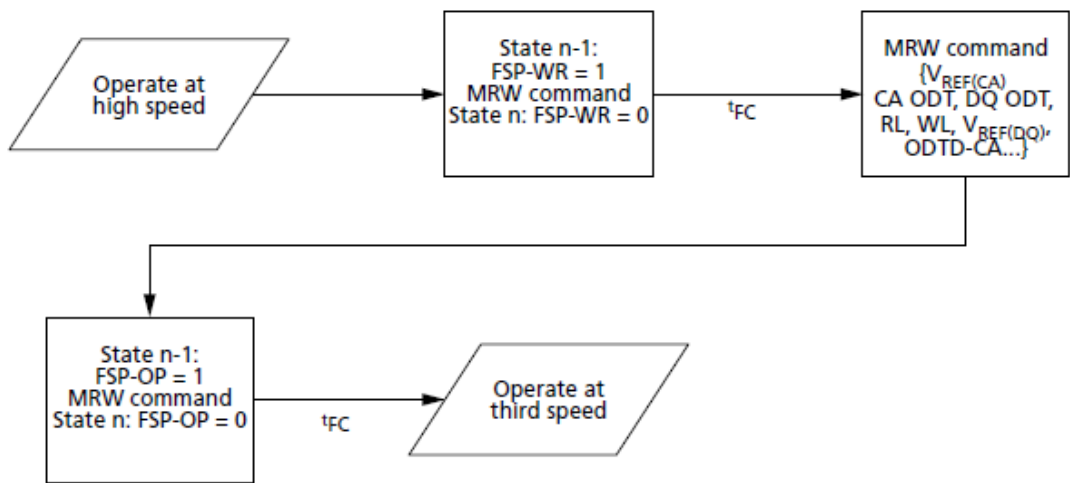 Operate at
high speed
State n-1:
FSP-WR = 1
MRW command
State n: FSP-WR = 0
tFC
MRW command
{VREF(CA)
CA ODT, DQ ODT,
RL, WL, VREF(DQ),
ODTD-CA...}
State n-1:
FSP-OP = 1
MRW command
State n: FSP-OP = 0
tFC
Operate at
third speed